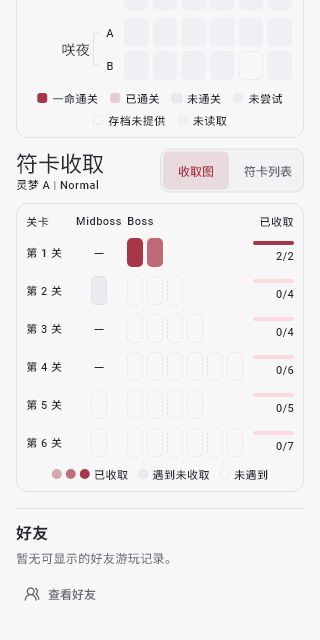 A
咲夜
B
一命通关 已通关 未通关 未尝试
存档未提供 未读取
符卡收取
灵梦 A | Normal
收取图 符卡列表
关卡 Midboss Boss 已收取
第 1 关 — 2/2
第 2 关 0/4
第 3 关 — 0/4
第 4 关 — 0/6
第 5 关 0/5
第 6 关 0/7
已收取 遇到未收取 未遇到
好友
暂无可显示的好友游玩记录。
查看好友